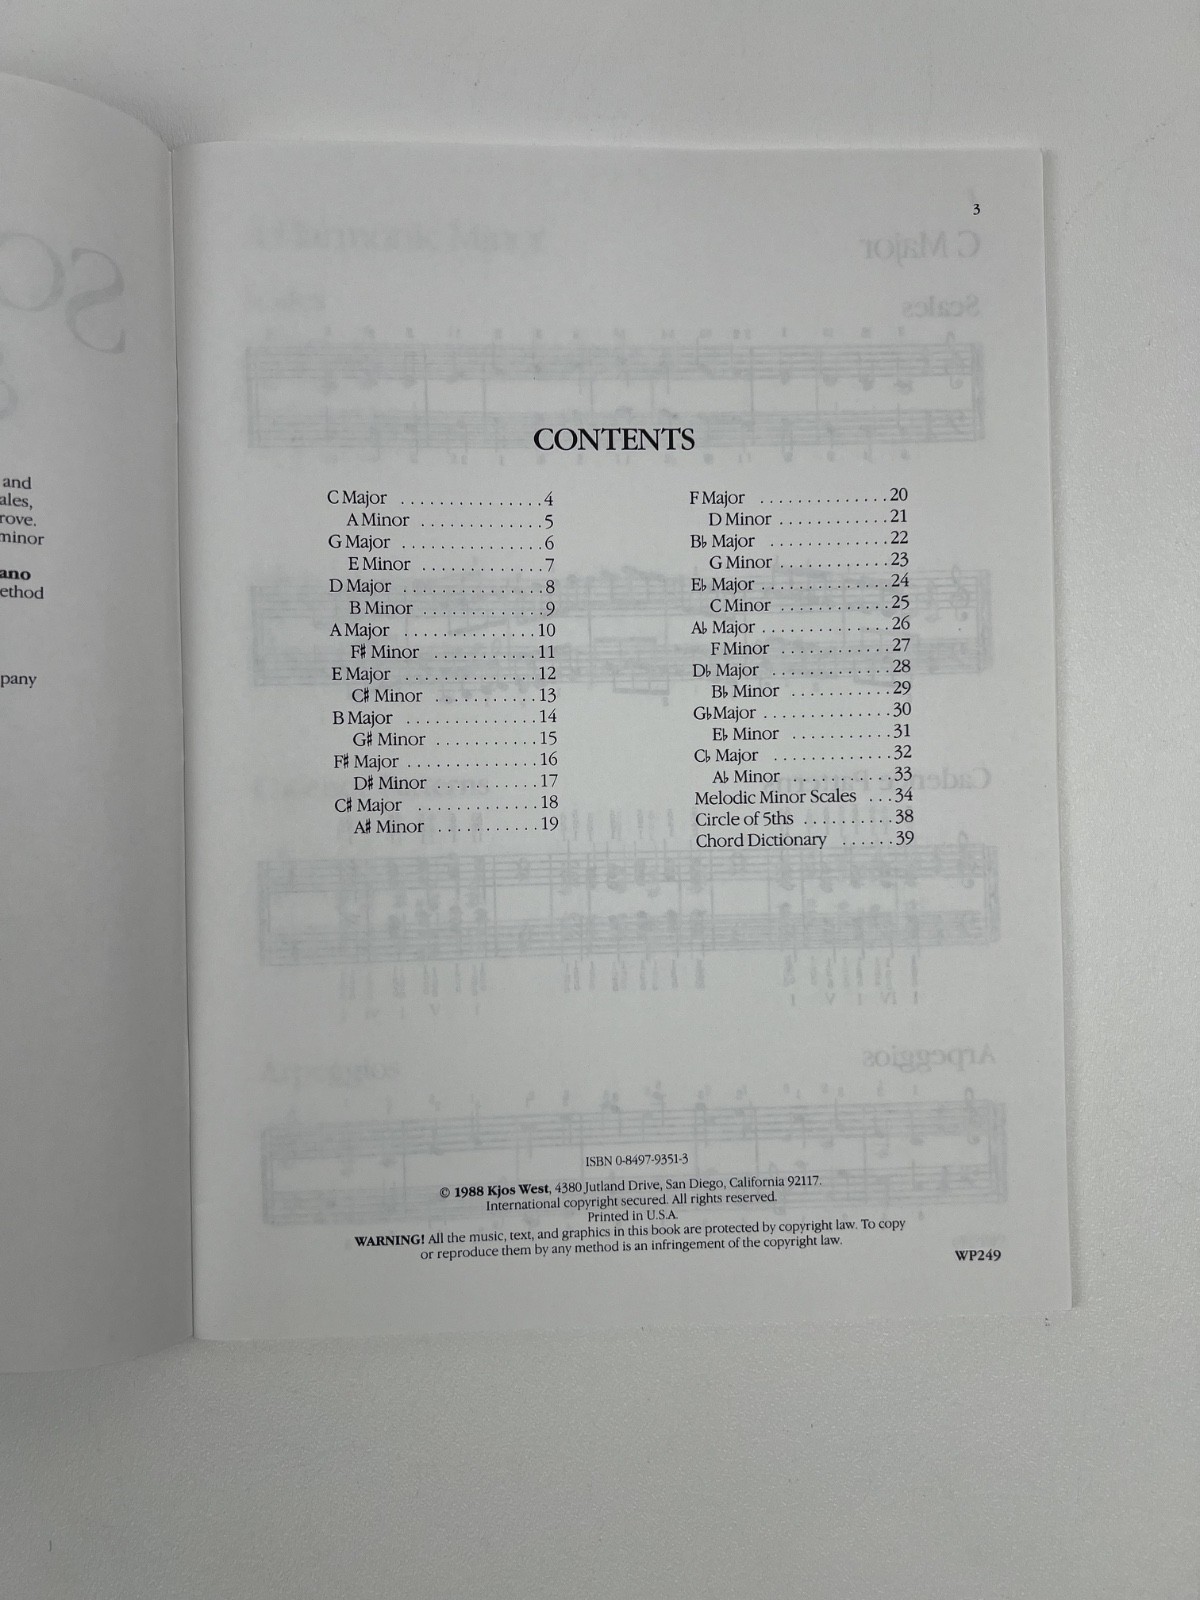 and
ales,
rove.
minor
ano
ethod
pany
3
CONTENTS
C Major . . . . . . . . . . . . . . . 4
A Minor . . . . . . . . . . . . 5
G Major . . . . . . . . . . . . . . . 6
E Minor . . . . . . . . . . . . 7
D Major . . . . . . . . . . . . . . . 8
B Minor . . . . . . . . . . . . 9
A Major . . . . . . . . . . . . . . 10
F♯ Minor . . . . . . . . . . . 11
E Major . . . . . . . . . . . . . . 12
C♯ Minor . . . . . . . . . . . 13
B Major . . . . . . . . . . . . . . 14
G♯ Minor . . . . . . . . . . . 15
F♯ Major . . . . . . . . . . . . . . 16
D♯ Minor . . . . . . . . . . . 17
C♯ Major . . . . . . . . . . . . . 18
A♯ Minor . . . . . . . . . . . 19
F Major . . . . . . . . . . . . . . 20
D Minor . . . . . . . . . . . . 21
B♭ Major . . . . . . . . . . . . . 22
G Minor . . . . . . . . . . . . 23
E♭ Major . . . . . . . . . . . . . . 24
C Minor . . . . . . . . . . . . 25
A♭ Major . . . . . . . . . . . . . . 26
F Minor . . . . . . . . . . . . 27
D♭ Major . . . . . . . . . . . . . 28
B♭ Minor . . . . . . . . . . . 29
G♭ Major . . . . . . . . . . . . . . 30
E♭ Minor . . . . . . . . . . . 31
C♭ Major . . . . . . . . . . . . . 32
A♭ Minor . . . . . . . . . . . 33
Melodic Minor Scales . . . 34
Circle of 5ths . . . . . . . . . . 38
Chord Dictionary . . . . . . 39
C Major
Scales
Cadence Patterns
Arpeggios
ISBN 0-8497-9351-3
© 1988 Kjos West, 4380 Jutland Drive, San Diego, California 92117.
International copyright secured. All rights reserved.
Printed in U.S.A.
WARNING! All the music, text, and graphics in this book are protected by copyright law. To copy
or reproduce them by any method is an infringement of the copyright law.
WP249